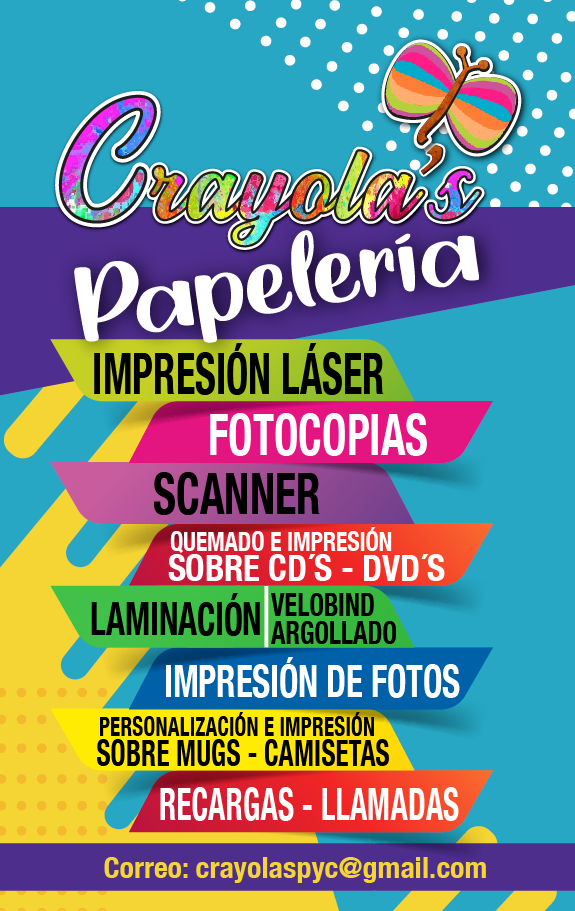 Crayola's
Papelería
IMPRESIÓN LÁSER
FOTOCOPIAS
SCANNER
QUEMADO E IMPRESIÓN
SOBRE CD´S - DVD´S
LAMINACIÓN
VELOBIND
ARGOLLADO
IMPRESIÓN DE FOTOS
PERSONALIZACIÓN E IMPRESIÓN
SOBRE MUGS - CAMISETAS
RECARGAS - LLAMADAS
Correo: crayolaspyc@gmail.com